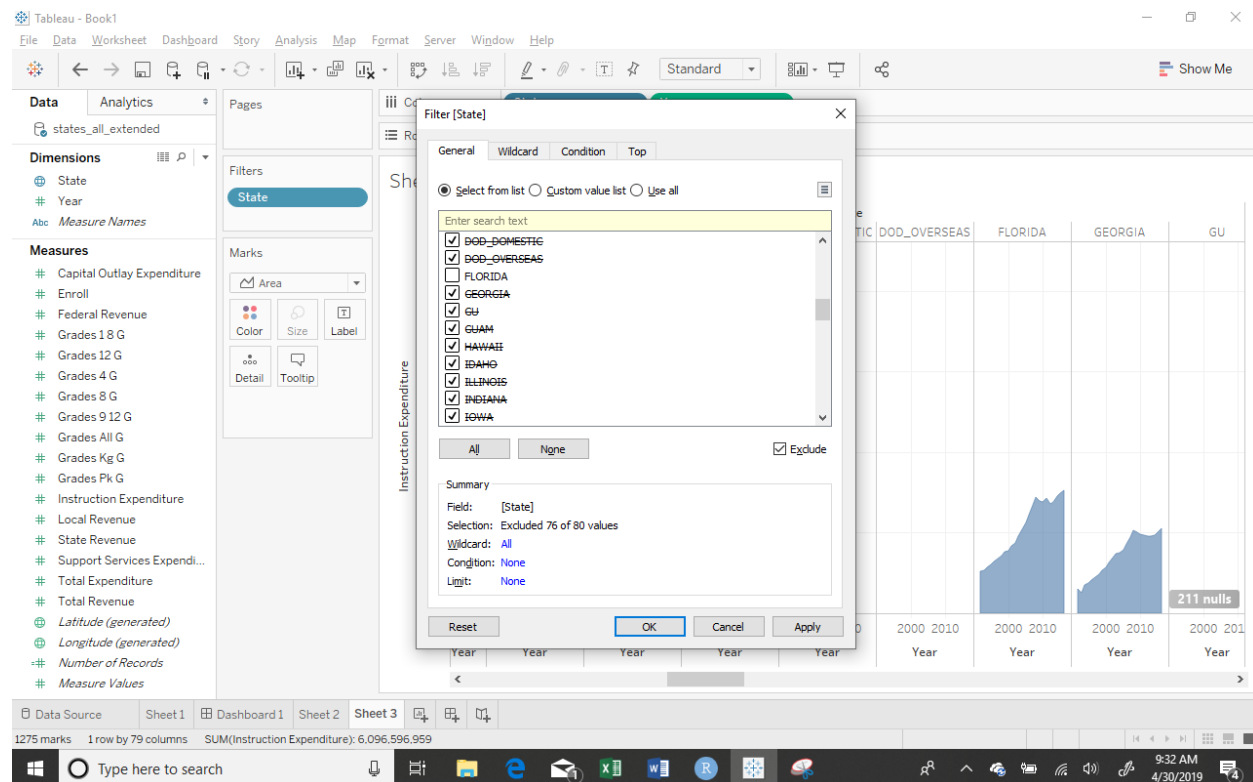 Tableau - Book1
File Data Worksheet Dashboard Story Analysis Map Format Server Window Help
Standard
Show Me
Data Analytics
states_all_extended
Dimensions
State
Year
Abc Measure Names
Measures
Capital Outlay Expenditure
Enroll
Federal Revenue
Grades 1 8 G
Grades 12 G
Grades 4 G
Grades 8 G
Grades 9 12 G
Grades All G
Grades Kg G
Grades Pk G
Instruction Expenditure
Local Revenue
State Revenue
Support Services Expendi...
Total Expenditure
Total Revenue
Latitude (generated)
Longitude (generated)
Number of Records
Measure Values
Pages
Filters
State
Marks
Area
Color Size Label
Detail Tooltip
Instruction Expenditure
Filter [State]
General Wildcard Condition Top
Select from list Custom value list Use all
Enter search text
DOD_DOMESTIC
DOD_OVERSEAS
FLORIDA
GEORGIA
GU
GUAM
HAWAII
IDAHO
ILLINOIS
INDIANA
IOWA
All None Exclude
Summary
Field: [State]
Selection: Excluded 76 of 80 values
Wildcard: All
Condition: None
Limit: None
Reset OK Cancel Apply
DOD_OVERSEAS FLORIDA GEORGIA GU
211 nulls
2000 2010 2000 2010 2000 2010 2000 201
Year Year Year Year Year Year Year Year
Data Source Sheet 1 Dashboard 1 Sheet 2 Sheet 3
1275 marks 1 row by 79 columns SUM(Instruction Expenditure): 6,096,596,959
Type here to search
9:32 AM
4/30/2019